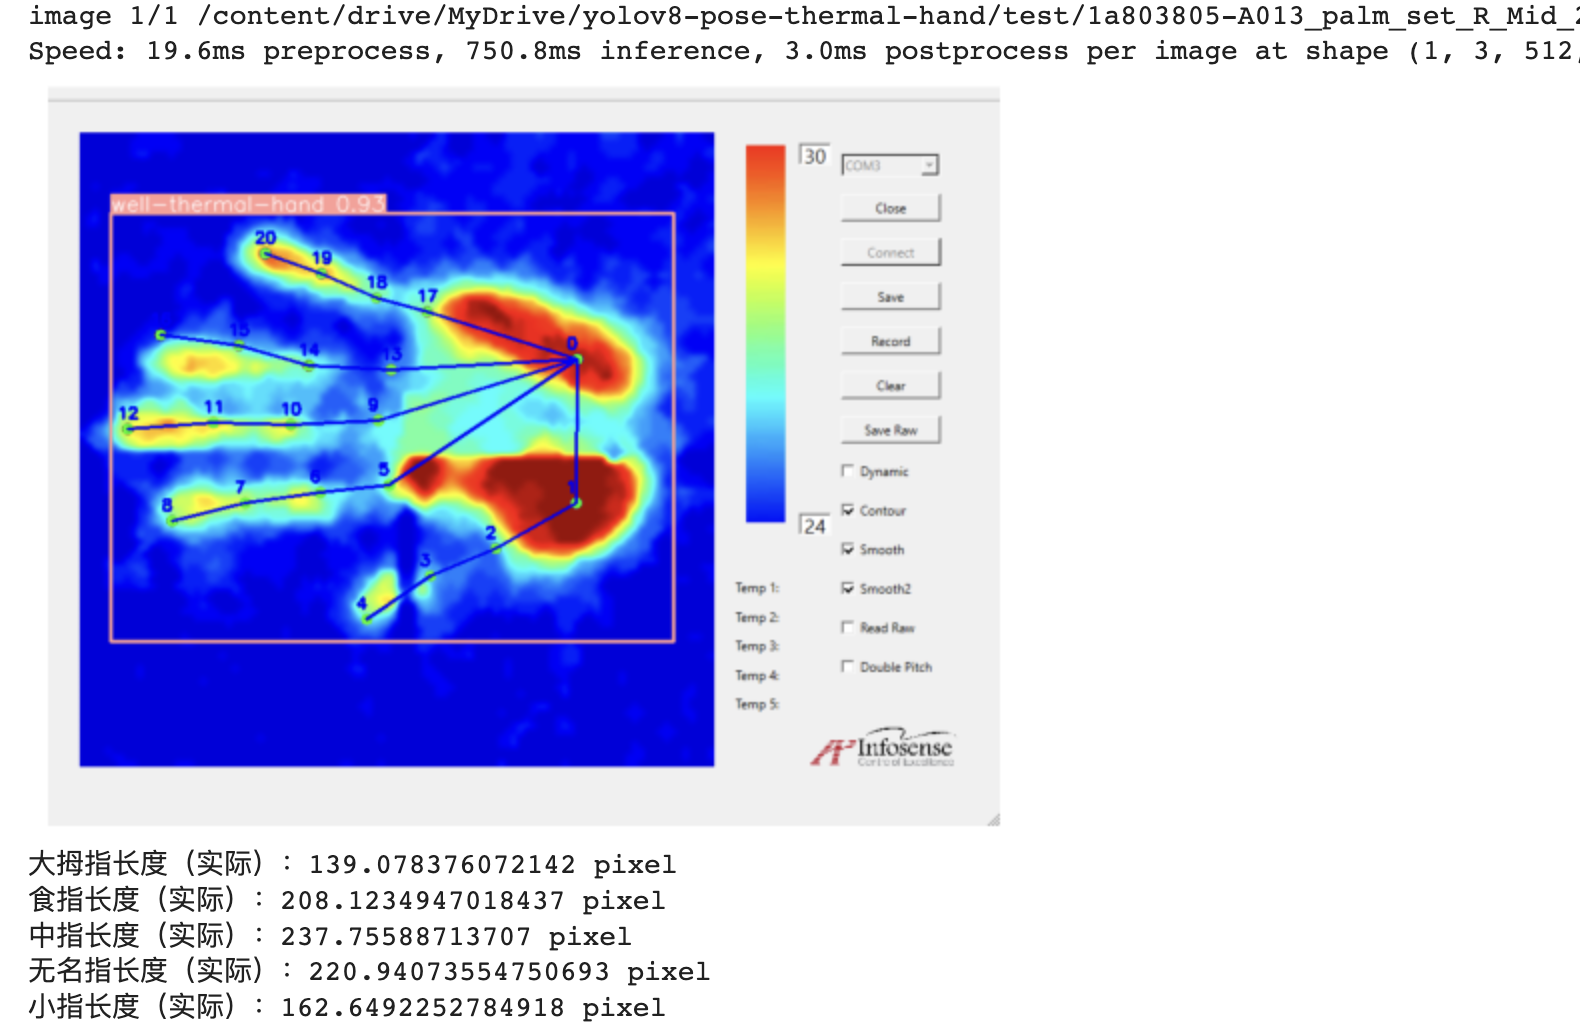 image 1/1 /content/drive/MyDrive/yolov8-pose-thermal-hand/test/1a803805-A013_palm_set_R_Mid_2
Speed: 19.6ms preprocess, 750.8ms inference, 3.0ms postprocess per image at shape (1, 3, 512,
well-thermal-hand 0.93
20
19
18
17
15
14
13
0
12
11
10
9
5
6
7
8
1
2
3
4
30
24
COM3
Close
Connect
Save
Record
Clear
Save Raw
Dynamic
Contour
Smooth
Smooth2
Read Raw
Double Pitch
Temp 1:
Temp 2:
Temp 3:
Temp 4:
Temp 5:
Infosense
Control Excellence
大拇指长度（实际）：139.078376072142 pixel
食指长度（实际）：208.1234947018437 pixel
中指长度（实际）：237.75588713707 pixel
无名指长度（实际）：220.94073554750693 pixel
小指长度（实际）：162.6492252784918 pixel